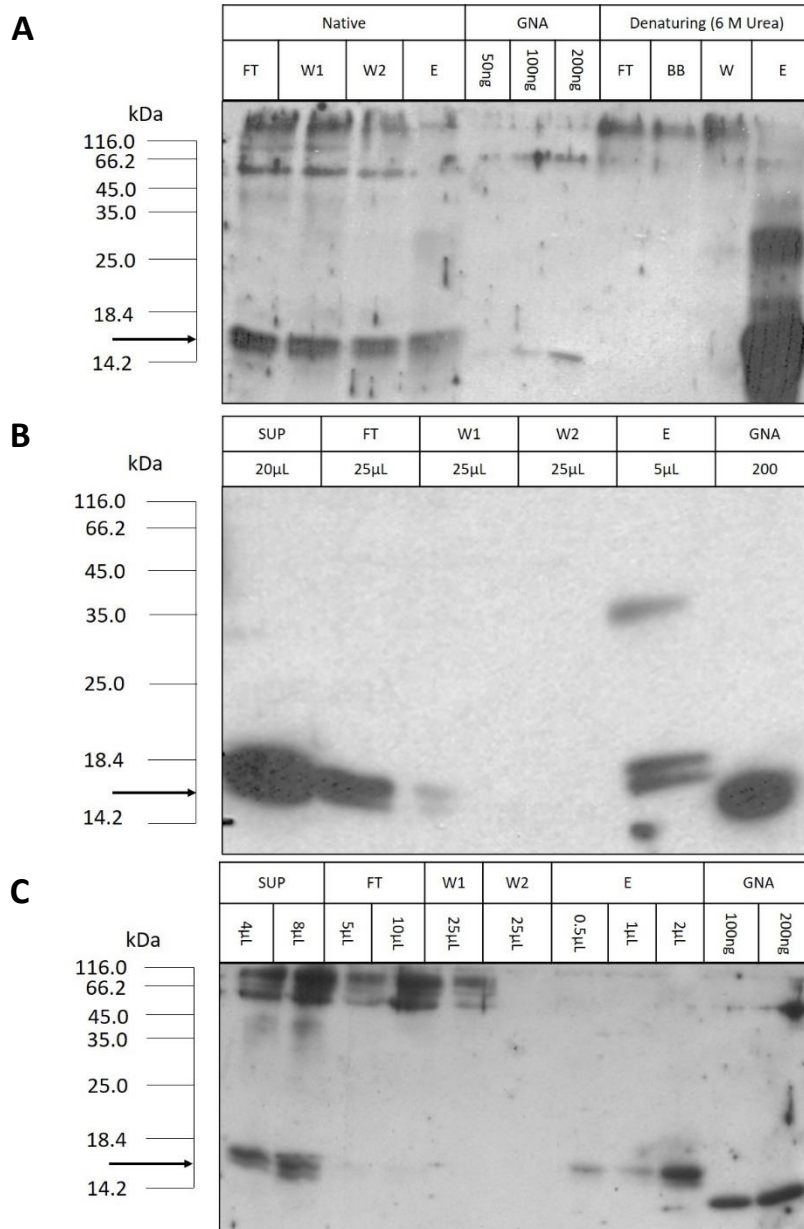 A
Native GNA Denaturing (6 M Urea)
FT W1 W2 E 50ng 100ng 200ng FT BB W E
kDa
116.0
66.2
45.0
35.0
25.0
18.4
14.2
B
SUP FT W1 W2 E GNA
20µL 25µL 25µL 25µL 5µL 200
kDa
116.0
66.2
45.0
35.0
25.0
18.4
14.2
C
SUP FT W1 W2 E GNA
4µL 8µL 5µL 10µL 25µL 25µL 0.5µL 1µL 2µL 100ng 200ng
kDa
116.0
66.2
45.0
35.0
25.0
18.4
14.2